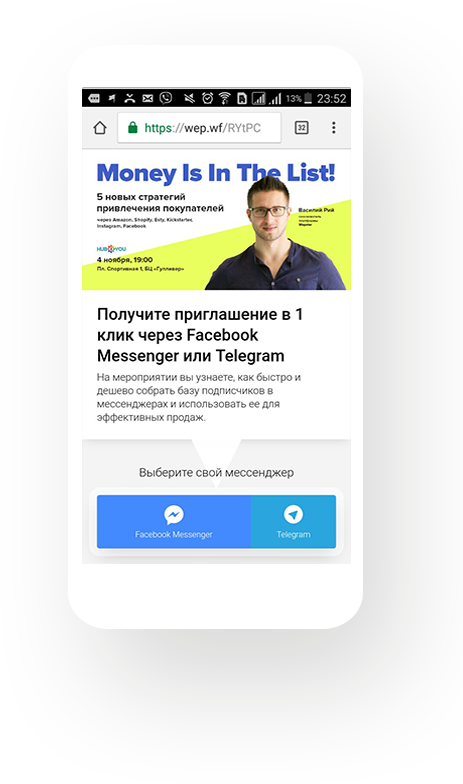 13% 23:52
https://wep.wf/RYtPC
32
Money Is In The List!
5 новых стратегий
привлечения покупателей
через Amazon, Shopify, Esty, Kickstarter,
Instagram, Facebook
Василий Рий
HUB4YOU
4 ноября, 19:00
Пл. Спортивная 1, БЦ «Гулливер»
Получите приглашение в 1
клик через Facebook
Messenger или Telegram
На мероприятии вы узнаете, как быстро и
дешево собрать базу подписчиков в
мессенджерах и использовать ее для
эффективных продаж.
Выберите свой мессенджер
Facebook Messenger
Telegram